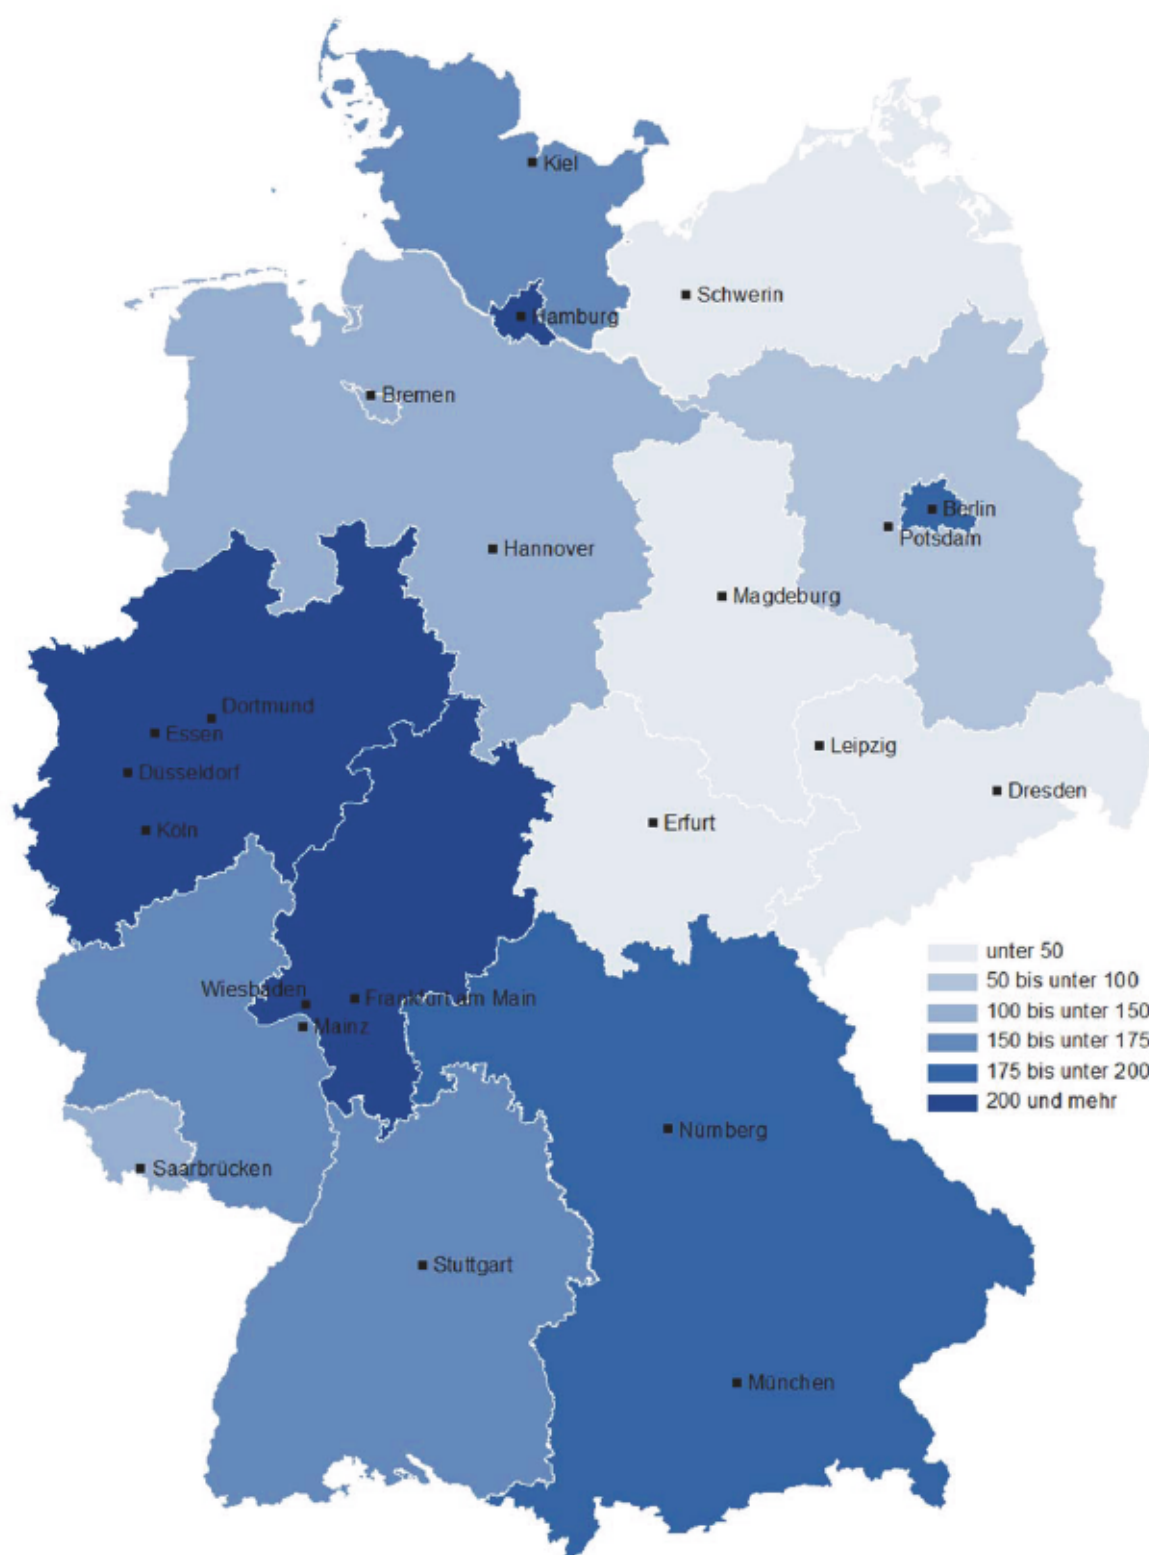 Kiel
Schwerin
Hamburg
Bremen
Berlin
Potsdam
Hannover
Magdeburg
Dortmund
Essen
Leipzig
Düsseldorf
Dresden
Köln
Erfurt
unter 50
50 bis unter 100
100 bis unter 150
150 bis unter 175
175 bis unter 200
200 und mehr
Wiesbaden
Frankfurt am Main
Mainz
Nürnberg
Saarbrücken
Stuttgart
München